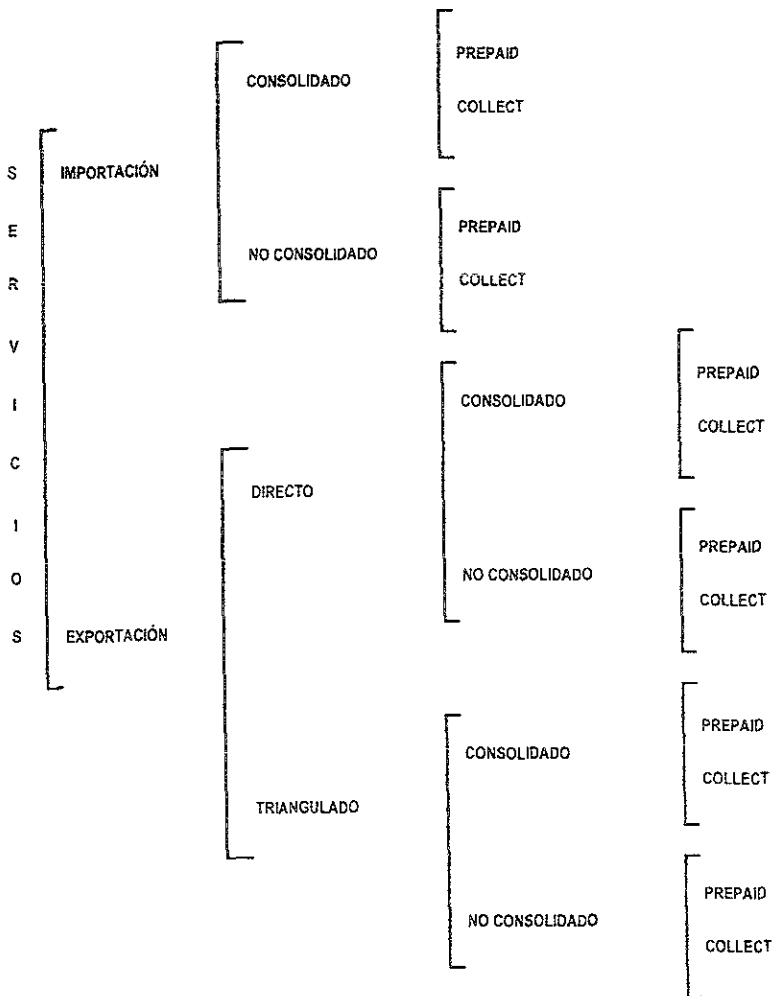 SERVICIOS
IMPORTACIÓN
CONSOLIDADO
PREPAID
COLLECT
NO CONSOLIDADO
PREPAID
COLLECT
EXPORTACIÓN
DIRECTO
CONSOLIDADO
PREPAID
COLLECT
NO CONSOLIDADO
PREPAID
COLLECT
TRIANGULADO
CONSOLIDADO
PREPAID
COLLECT
NO CONSOLIDADO
PREPAID
COLLECT